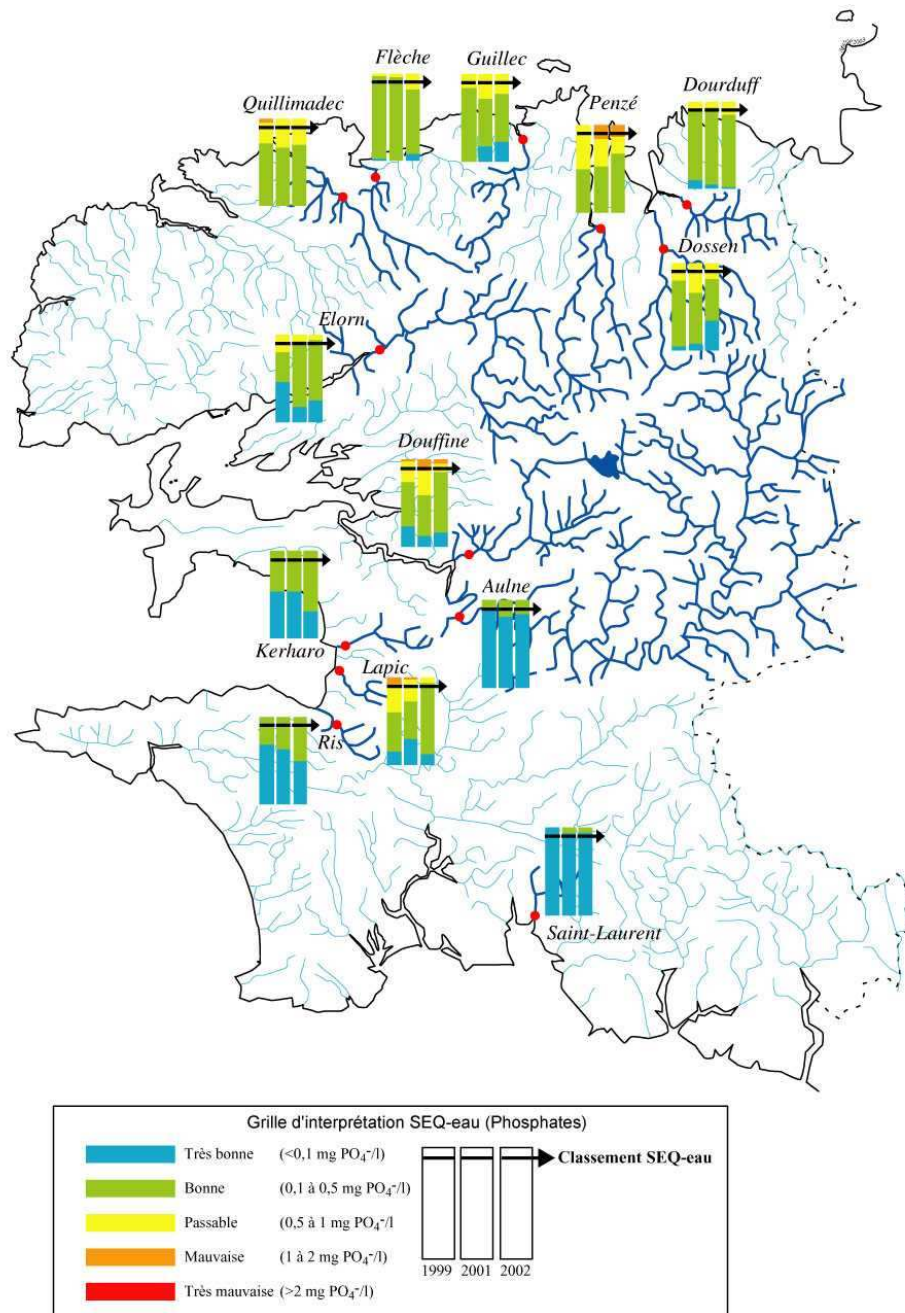 Flèche
Guillec
Dourduff
Quillimadec
Penzé
Dossen
Elorn
Douffine
Aulne
Kerharo
Lapic
Ris
Saint-Laurent
Grille d'interprétation SEQ-eau (Phosphates)
Très bonne (<0,1 mg PO₄⁻/l)
Bonne (0,1 à 0,5 mg PO₄⁻/l)
Passable (0,5 à 1 mg PO₄⁻/l
Mauvaise (1 à 2 mg PO₄⁻/l)
Très mauvaise (>2 mg PO₄⁻/l)
Classement SEQ-eau
1999 2001 2002